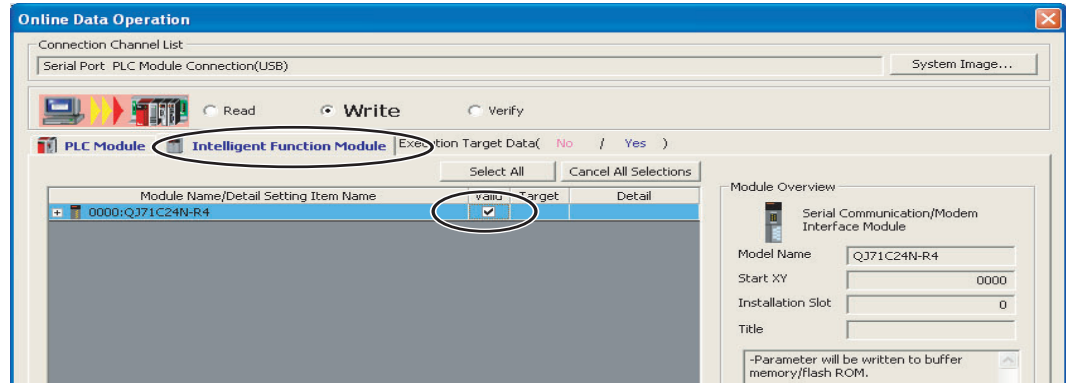 Online Data Operation
Connection Channel List
Serial Port PLC Module Connection(USB)
System Image...
Read
Write
Verify
PLC Module
Intelligent Function Module
Execution Target Data( No / Yes )
Select All
Cancel All Selections
Module Name/Detail Setting Item Name
Valid
Target
Detail
0000:QJ71C24N-R4
Module Overview
Serial Communication/Modem
Interface Module
Model Name
QJ71C24N-R4
Start XY
0000
Installation Slot
0
Title
-Parameter will be written to buffer
memory/flash ROM.